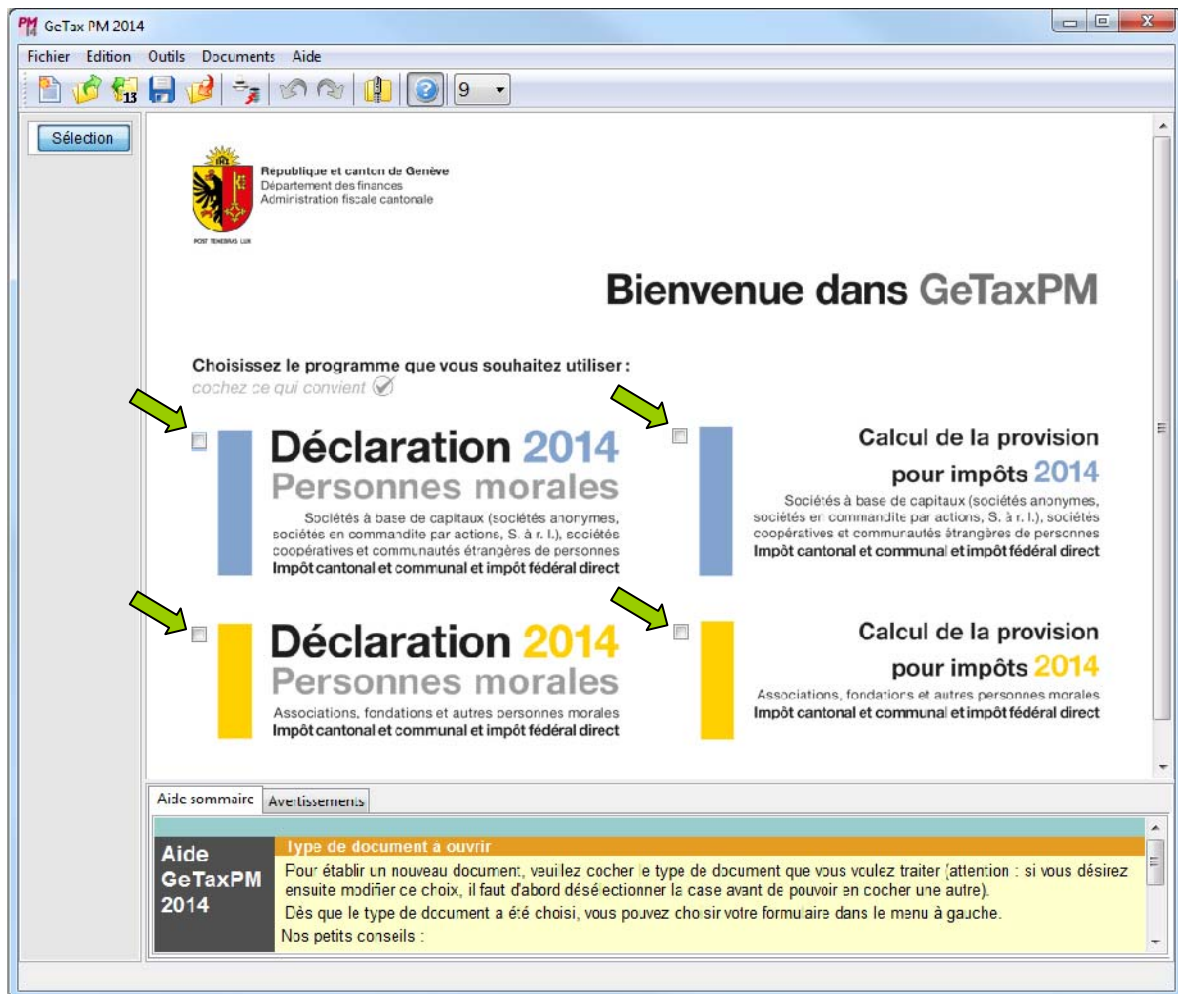 GeTax PM 2014
Fichier Edition Outils Documents Aide
13
9
Sélection
République et canton de Genève
Département des finances
Administration fiscale cantonale
POST TENEBRAS LUX
Bienvenue dans GeTaxPM
Choisissez le programme que vous souhaitez utiliser :
cochez ce qui convient
Déclaration 2014
Personnes morales
Sociétés à base de capitaux (sociétés anonymes,
sociétés en commandite par actions, S. à r. l.), sociétés
coopératives et communautés étrangères de personnes
Impôt cantonal et communal et impôt fédéral direct
Calcul de la provision
pour impôts 2014
Sociétés à base de capitaux (sociétés anonymes,
sociétés en commandite par actions, S. à r. l.), sociétés
coopératives et communautés étrangères de personnes
Impôt cantonal et communal et impôt fédéral direct
Déclaration 2014
Personnes morales
Associations, fondations et autres personnes morales
Impôt cantonal et communal et impôt fédéral direct
Calcul de la provision
pour impôts 2014
Associations, fondations et autres personnes morales
Impôt cantonal et communal et impôt fédéral direct
Aide sommaire Avertissements
Aide
GeTaxPM
2014
Type de document à ouvrir
Pour établir un nouveau document, veuillez cocher le type de document que vous voulez traiter (attention : si vous désirez
ensuite modifier ce choix, il faut d'abord désélectionner la case avant de pouvoir en cocher une autre).
Dès que le type de document a été choisi, vous pouvez choisir votre formulaire dans le menu à gauche.
Nos petits conseils :